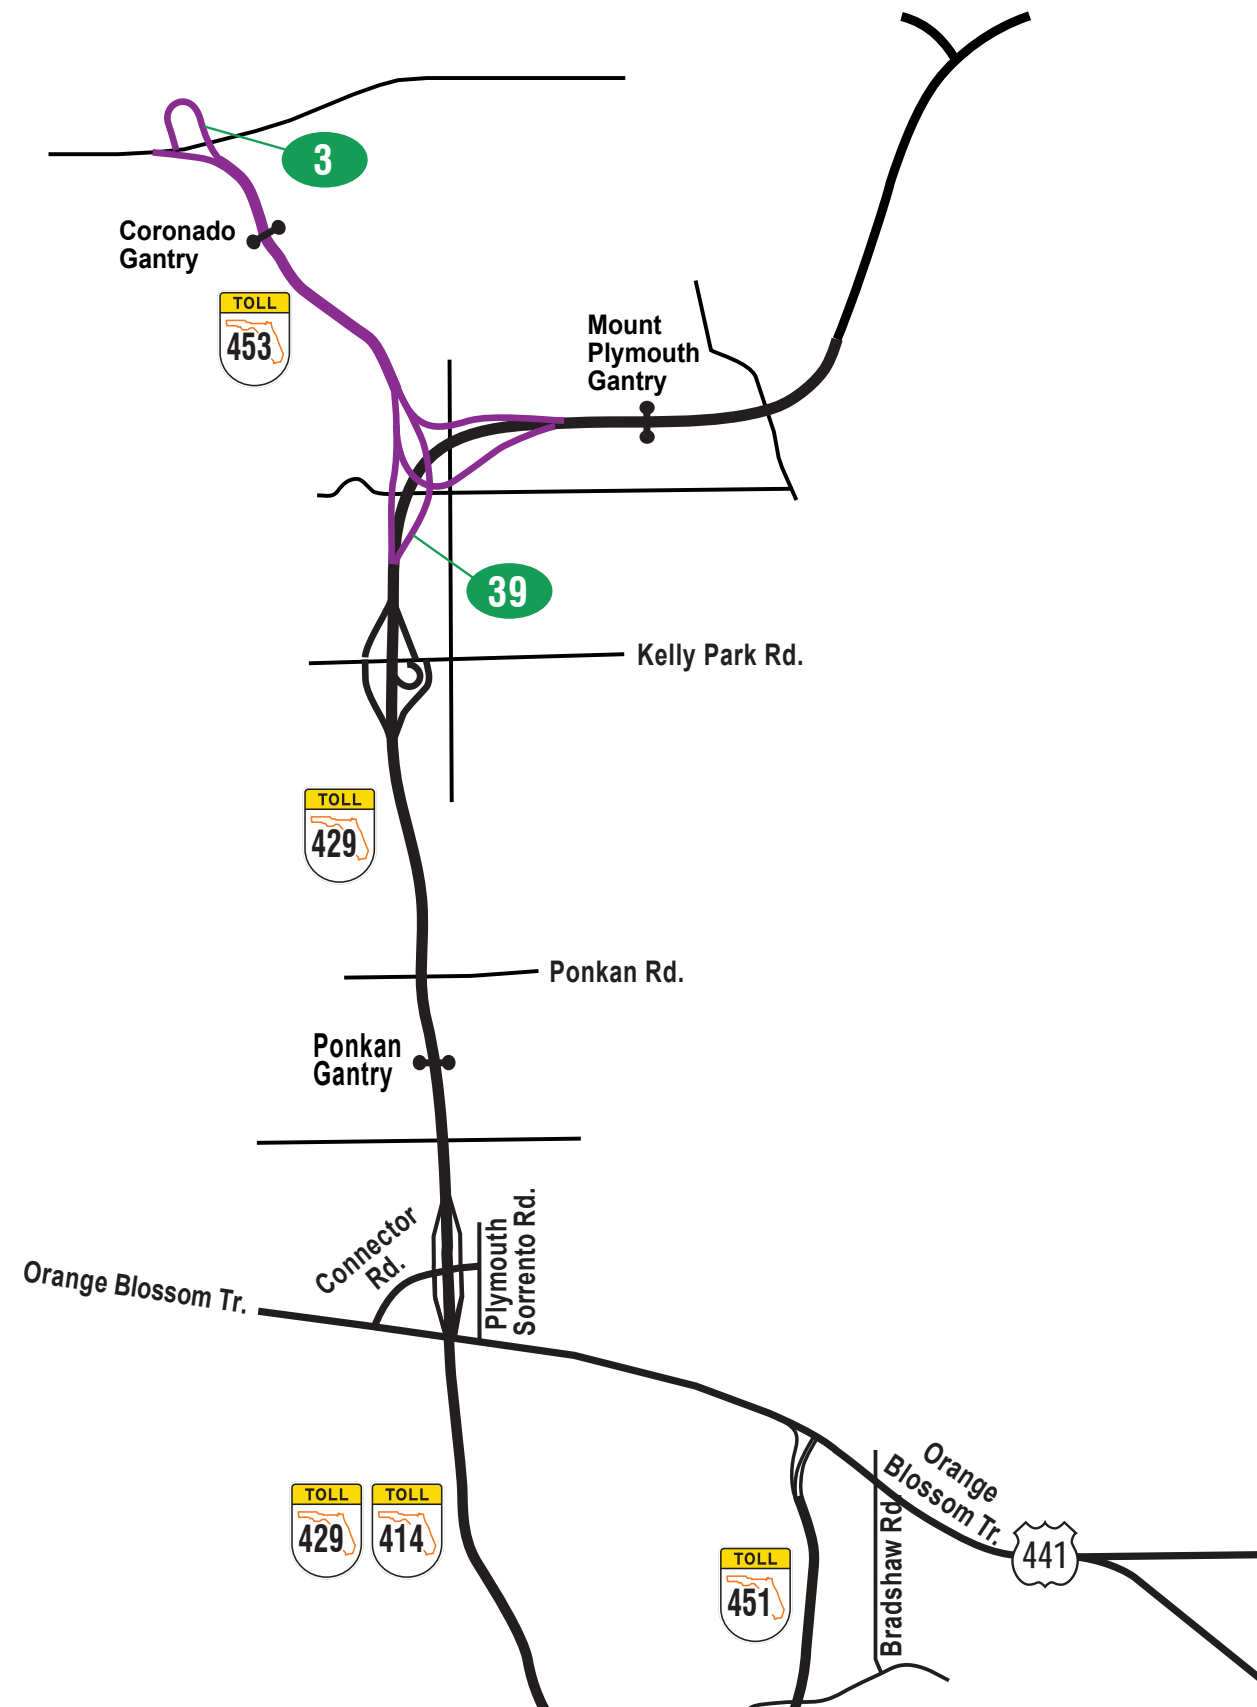 3
Coronado
Gantry
TOLL
453
Mount
Plymouth
Gantry
39
Kelly Park Rd.
TOLL
429
Ponkan Rd.
Ponkan
Gantry
Connector
Rd.
Plymouth
Sorrento Rd.
Orange Blossom Tr.
Orange
Blossom Tr.
TOLL
429
TOLL
414
441
TOLL
451
Bradshaw Rd.